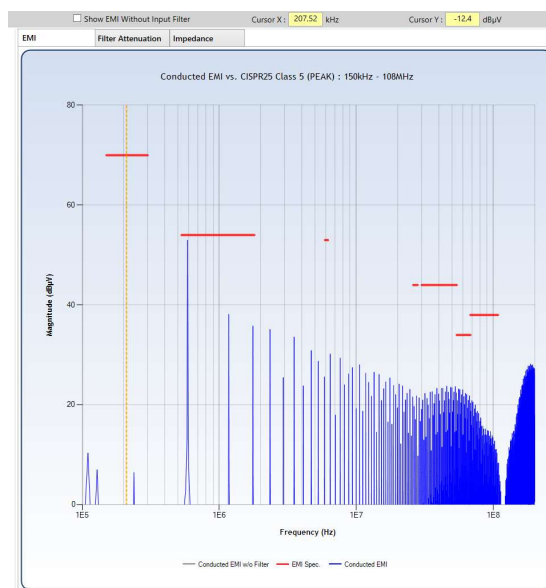 Show EMI Without Input Filter Cursor X : 207.52 kHz Cursor Y : -12.4 dBµV
EMI Filter Attenuation Impedance
Conducted EMI vs. CISPR25 Class 5 (PEAK) : 150kHz - 108MHz
80
60
40
20
0
Magnitude (dBµV)
1E5 1E6 1E7 1E8
Frequency (Hz)
Conducted EMI w/o Filter EMI Spec. Conducted EMI